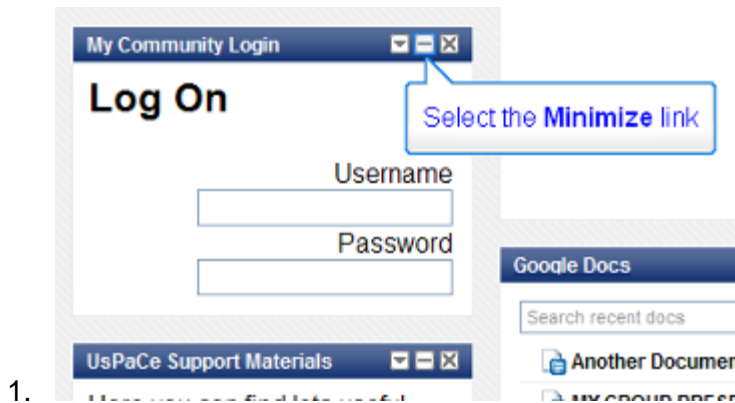 My Community Login
Log On
Select the Minimize link
Username
Password
Google Docs
Search recent docs
UsPaCe Support Materials
Another
1.